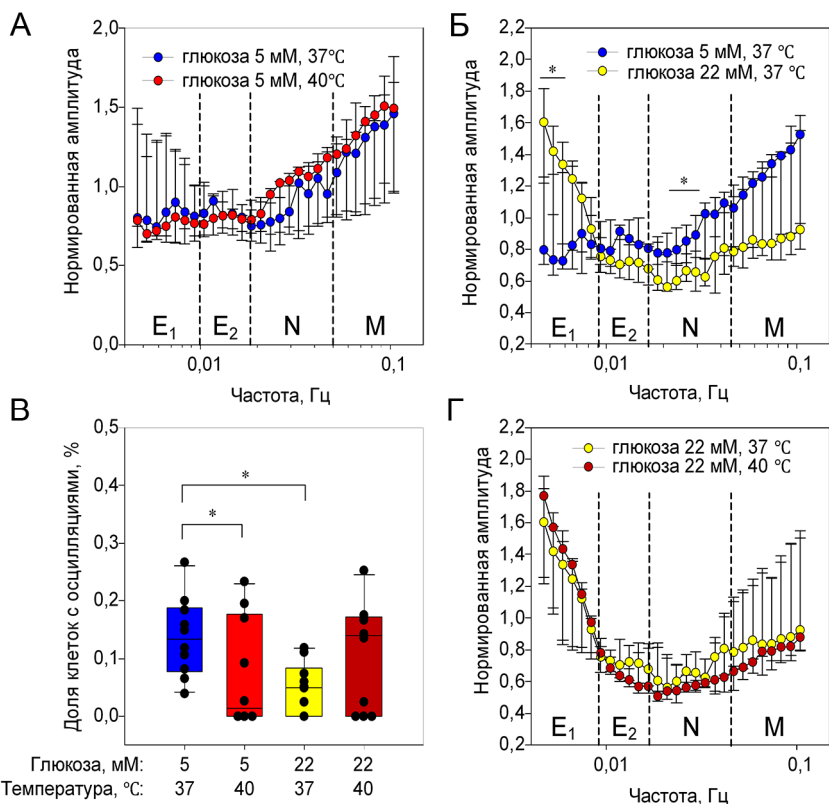 А
Нормированная амплитуда
глюкоза 5 мМ, 37℃
глюкоза 5 мМ, 40℃
2,0
1,5
1,0
0,5
0,0
E₁
E₂
N
M
0,01
0,1
Частота, Гц
Б
Нормированная амплитуда
глюкоза 5 мМ, 37 ℃
глюкоза 22 мМ, 37 ℃
2,2
2,0
1,8
1,6
1,4
1,2
1,0
0,8
0,6
0,4
0,2
*
*
E₁
E₂
N
M
0,01
0,1
Частота, Гц
В
Доля клеток с осцилляциями, %
0,5
0,4
0,3
0,2
0,1
0,0
*
*
Глюкоза, мМ: 5 5 22 22
Температура, ℃: 37 40 37 40
Г
Нормированная амплитуда
глюкоза 22 мМ, 37 ℃
глюкоза 22 мМ, 40 ℃
2,2
2,0
1,8
1,6
1,4
1,2
1,0
0,8
0,6
0,4
0,2
E₁
E₂
N
M
0,01
0,1
Частота, Гц